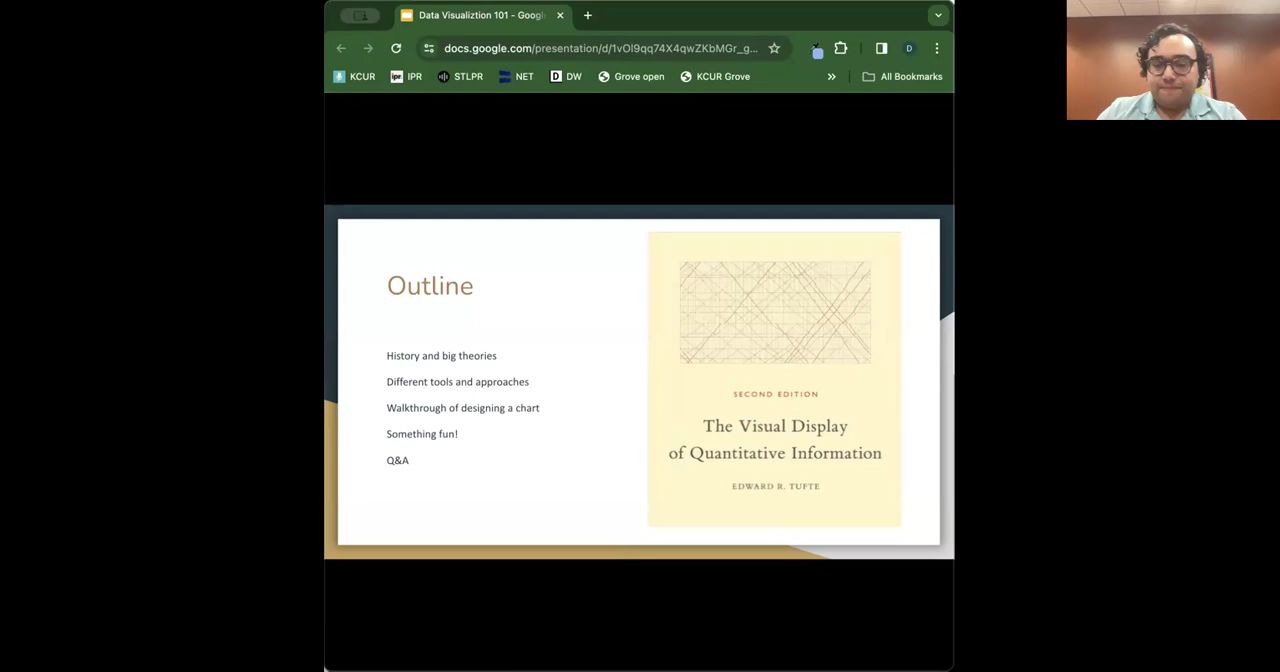 Data Visualiztion 101 - Googl
docs.google.com/presentation/d/1vOl9qq74X4qwZKbMGr_g...
D
KCUR
ipr IPR
STLPR
NET
D DW
Grove open
KCUR Grove
All Bookmarks
Outline
History and big theories
Different tools and approaches
Walkthrough of designing a chart
Something fun!
Q&A
SECOND EDITION
The Visual Display
of Quantitative Information
EDWARD R. TUFTE